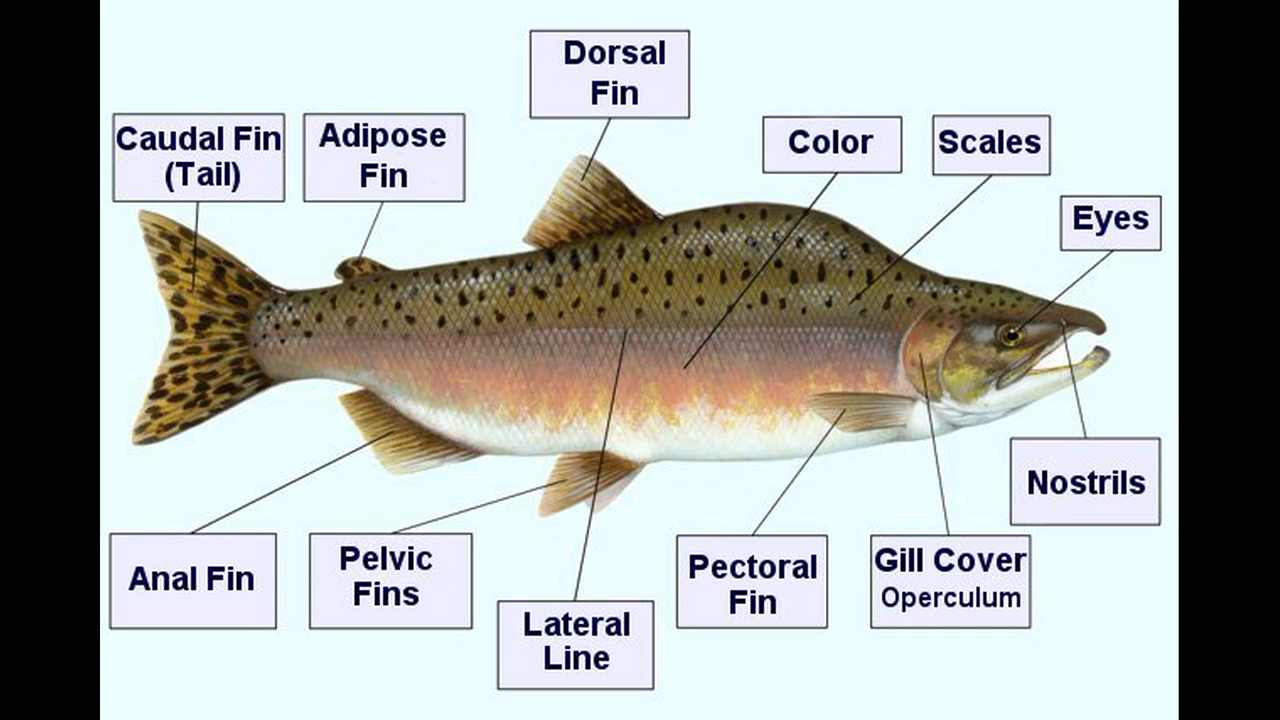 Dorsal
Fin
Caudal Fin
(Tail)
Adipose
Fin
Color
Scales
Eyes
Nostrils
Anal Fin
Pelvic
Fins
Lateral
Line
Pectoral
Fin
Gill Cover
Operculum